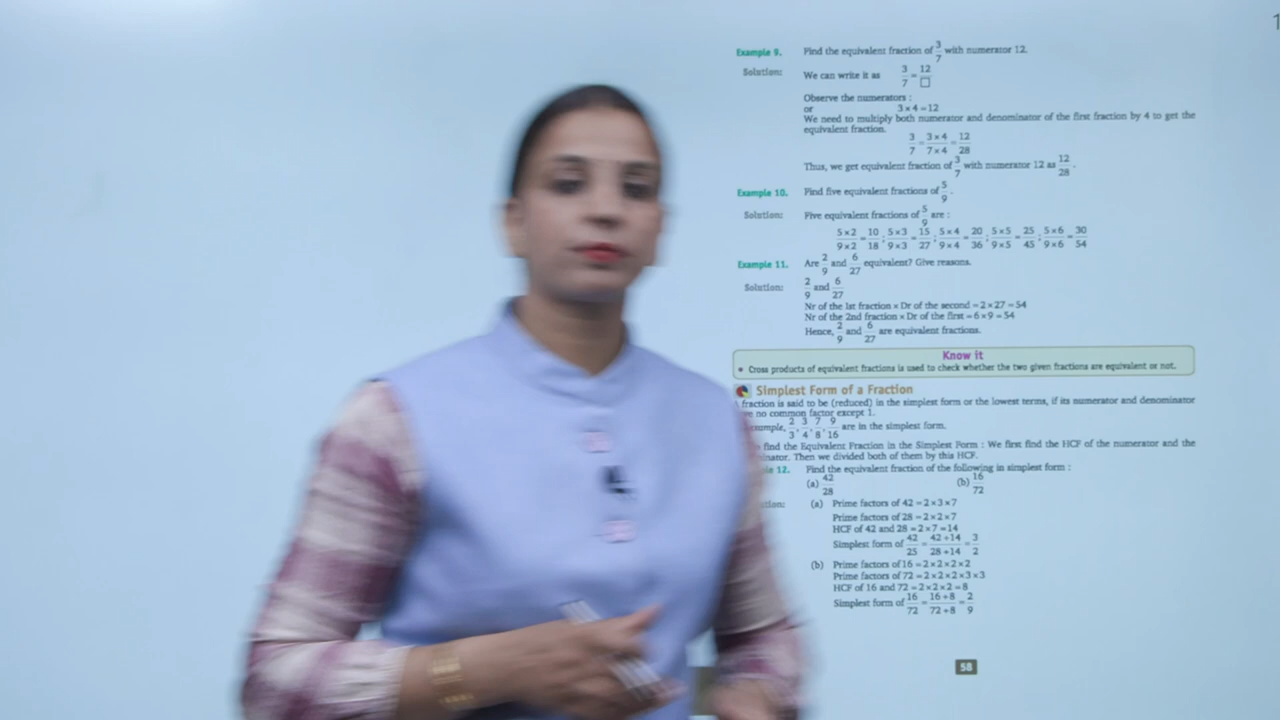 1
Example 9. Find the equivalent fraction of 3/7 with numerator 12.
Solution: We can write it as 3/7 = 12/□
Observe the numerators :
or 3 × 4 = 12
We need to multiply both numerator and denominator of the first fraction by 4 to get the
equivalent fraction.
3/7 = 3 × 4/7 × 4 = 12/28
Thus, we get equivalent fraction of 3/7 with numerator 12 as 12/28.
Example 10. Find five equivalent fractions of 5/9.
Solution: Five equivalent fractions of 5/9 are :
5 × 2/9 × 2 = 10/18; 5 × 3/9 × 3 = 15/27; 5 × 4/9 × 4 = 20/36; 5 × 5/9 × 5 = 25/45; 5 × 6/9 × 6 = 30/54
Example 11. Are 2/9 and 6/27 equivalent? Give reasons.
Solution: 2/9 and 6/27
Nr of the 1st fraction × Dr of the second = 2 × 27 = 54
Nr of the 2nd fraction × Dr of the first = 6 × 9 = 54
Hence, 2/9 and 6/27 are equivalent fractions.
Know it
• Cross products of equivalent fractions is used to check whether the two given fractions are equivalent or not.
Simplest Form of a Fraction
fraction is said to be (reduced) in the simplest form or the lowest terms, if its numerator and denominator
no common factor except 1.
2/3, 3/4, 7/8, 9/16 are in the simplest form.
find the Equivalent Fraction in the Simplest Form : We first find the HCF of the numerator and the
Then we divided both of them by this HCF.
12. Find the equivalent fraction of the following in simplest form :
(a) 42/28 (b) 16/72
(a) Prime factors of 42 = 2 × 3 × 7
Prime factors of 28 = 2 × 2 × 7
HCF of 42 and 28 = 2 × 7 = 14
Simplest form of 42/25 = 42 ÷ 14/28 ÷ 14 = 3/2
(b) Prime factors of 16 = 2 × 2 × 2 × 2
Prime factors of 72 = 2 × 2 × 2 × 3 × 3
HCF of 16 and 72 = 2 × 2 × 2 = 8
Simplest form of 16/72 = 16 ÷ 8/72 ÷ 8 = 2/9
58